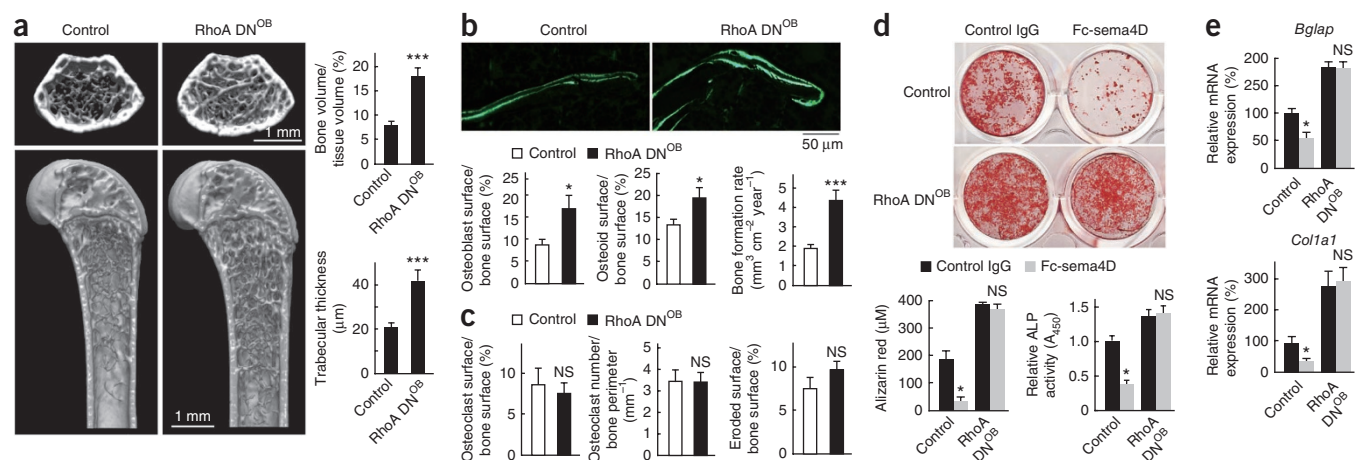 a
Control
RhoA DN^OB
1 mm
1 mm
Bone volume/
tissue volume (%)
20
15
10
5
0
***
Control
RhoA DN^OB
Trabecular thickness
(μm)
50
40
30
20
10
0
***
Control
RhoA DN^OB
b
Control
RhoA DN^OB
50 μm
Control
RhoA DN^OB
Osteoblast surface/
bone surface (%)
25
20
15
10
5
0
*
Osteoid surface/
bone surface (%)
25
20
15
10
5
0
*
Bone formation rate
(mm³ cm⁻² year⁻¹)
6
5
4
3
2
1
0
***
c
Control
RhoA DN^OB
Osteoclast surface/
bone surface (%)
10
5
0
NS
Osteoclast number/
bone perimeter
(mm⁻¹)
5
4
3
2
1
0
NS
Eroded surface/
bone surface (%)
10
5
0
NS
d
Control IgG
Fc-sema4D
Control
RhoA DN^OB
Control IgG
Fc-sema4D
Alizarin red (μM)
400
300
200
100
0
*
NS
Control
RhoA
DN^OB
Relative ALP
activity (A₄₅₀)
1.5
1.0
0.5
0
*
NS
Control
RhoA
DN^OB
e
Bglap
Relative mRNA
expression (%)
200
150
100
50
0
*
NS
Control
RhoA
DN^OB
Col1a1
Relative mRNA
expression (%)
300
200
100
0
*
NS
Control
RhoA
DN^OB